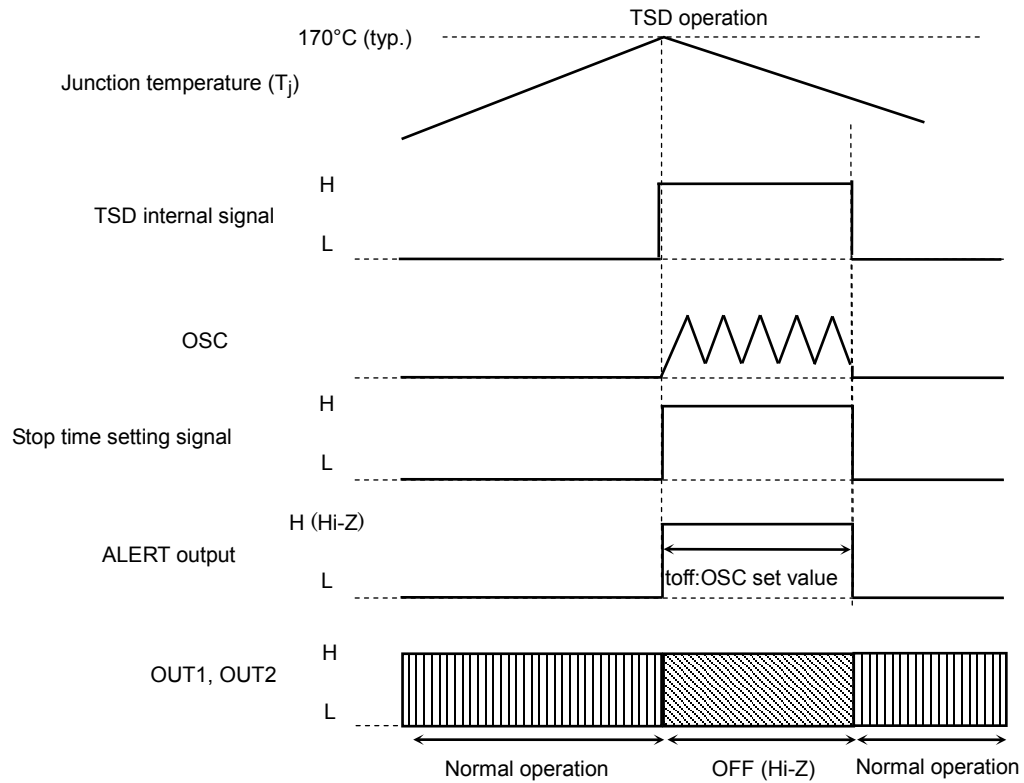 TSD operation
170°C (typ.)
Junction temperature (Tj)
H
TSD internal signal
L
OSC
H
Stop time setting signal
L
H (Hi-Z)
ALERT output
toff:OSC set value
L
H
OUT1, OUT2
L
Normal operation
OFF (Hi-Z)
Normal operation